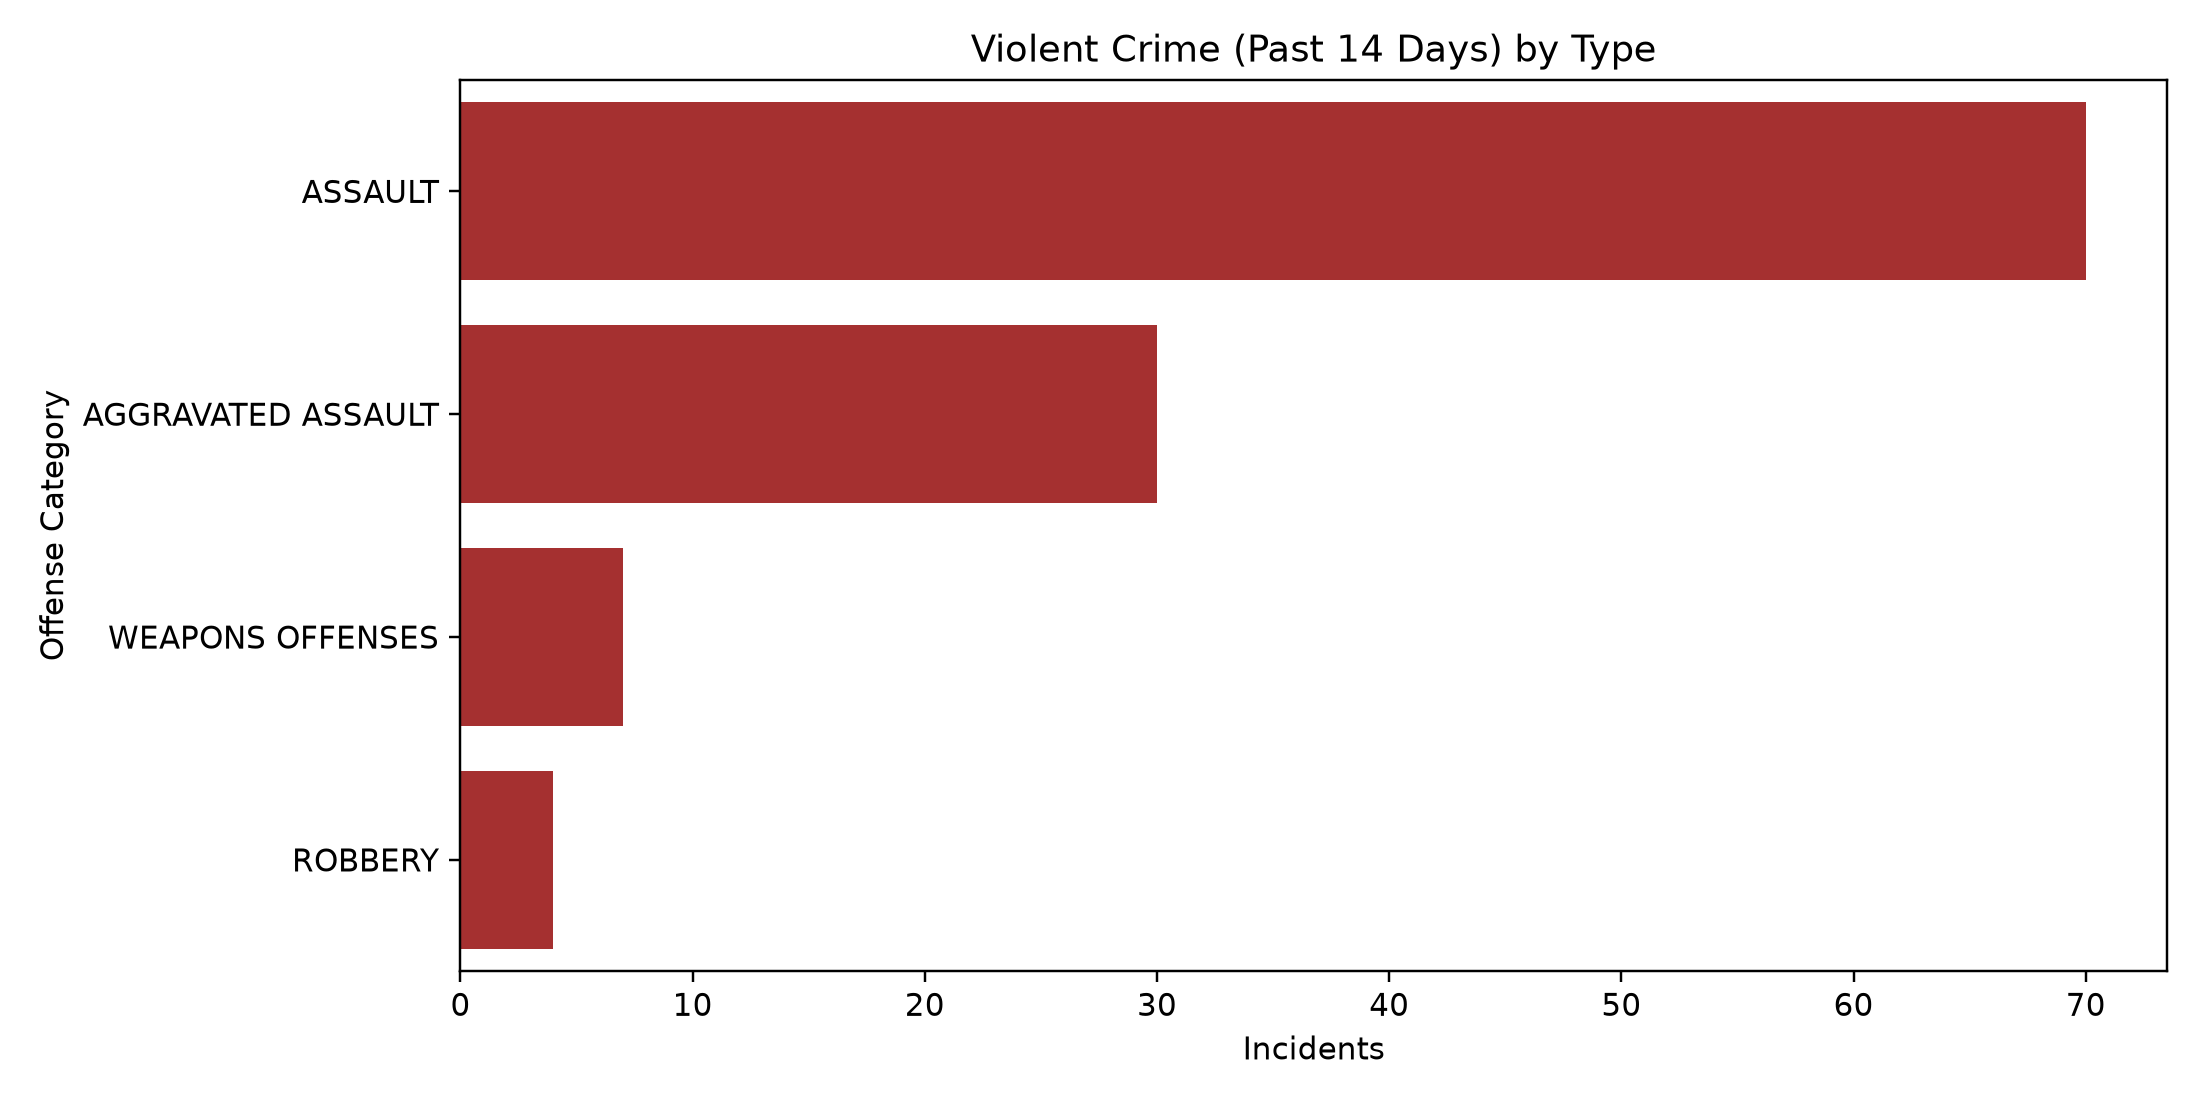 Violent Crime (Past 14 Days) by Type
Offense Category
ASSAULT
AGGRAVATED ASSAULT
WEAPONS OFFENSES
ROBBERY
0 10 20 30 40 50 60 70
Incidents